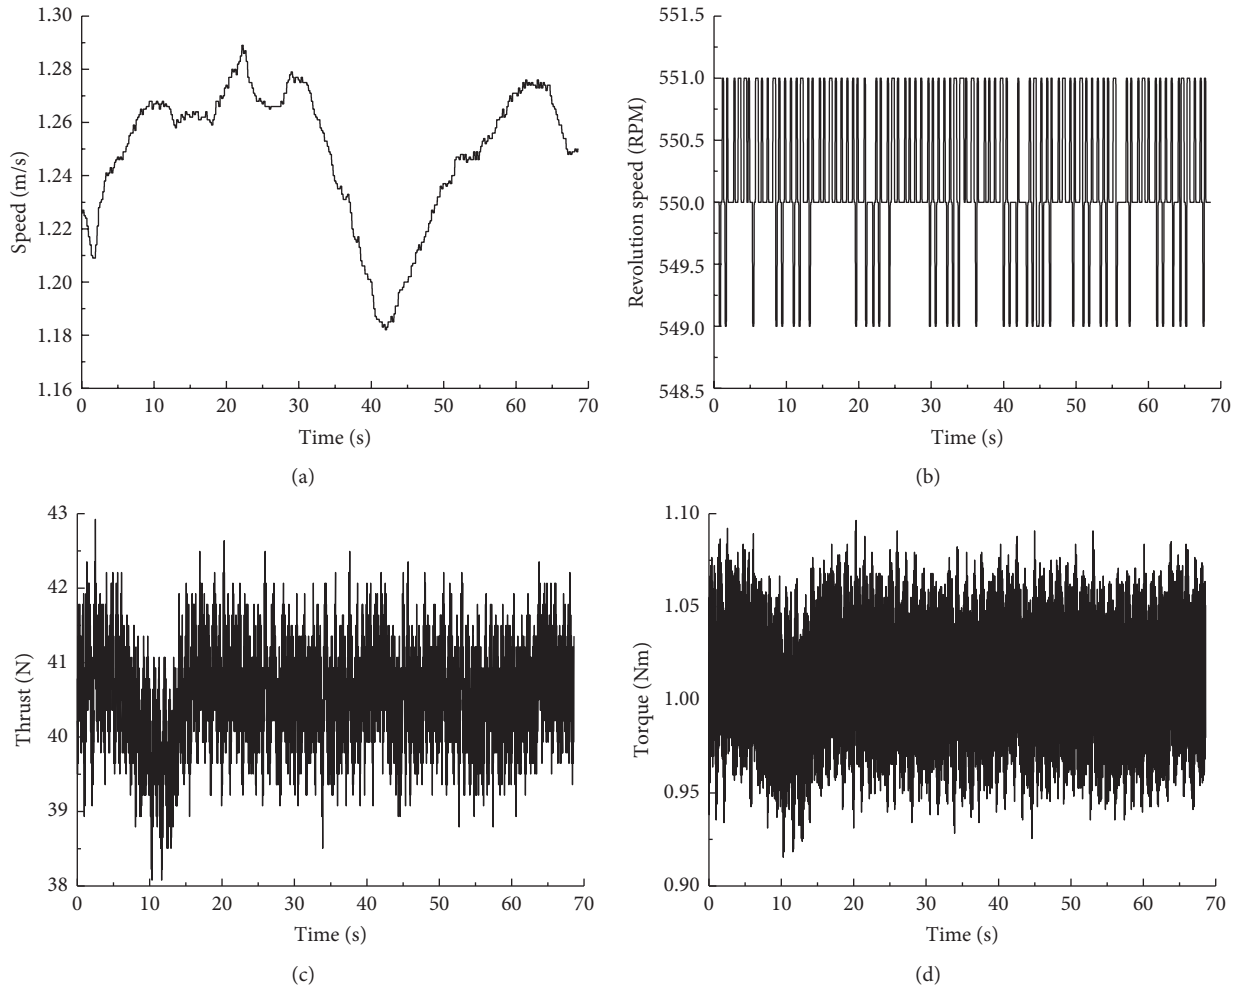 1.30
1.28
1.26
1.24
1.22
1.20
1.18
1.16
Speed (m/s)
0 10 20 30 40 50 60 70
Time (s)
(a)
551.5
551.0
550.5
550.0
549.5
549.0
548.5
Revolution speed (RPM)
0 10 20 30 40 50 60 70
Time (s)
(b)
43
42
41
40
39
38
Thrust (N)
0 10 20 30 40 50 60 70
Time (s)
(c)
1.10
1.05
1.00
0.95
0.90
Torque (Nm)
0 10 20 30 40 50 60 70
Time (s)
(d)